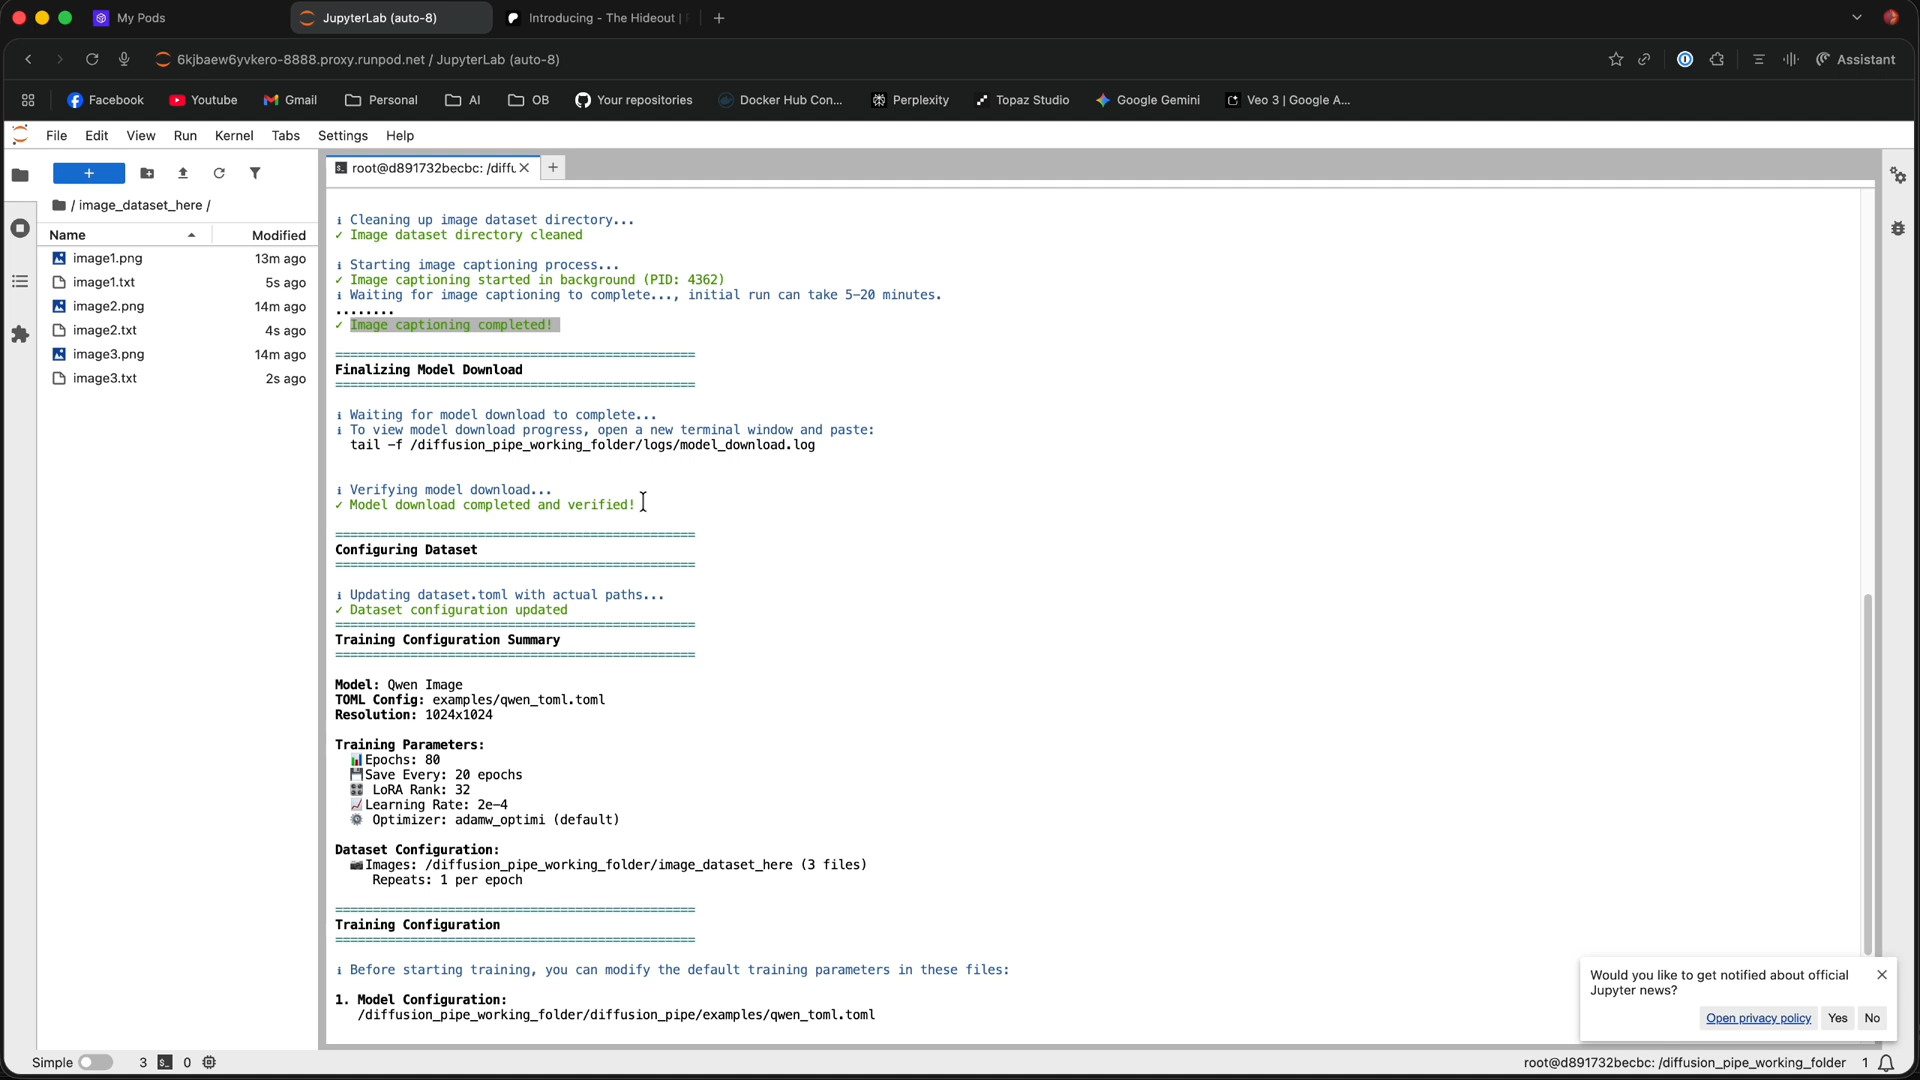 My Pods
JupyterLab (auto-8)
Introducing - The Hideout |
6kjbaew6yvkero-8888.proxy.runpod.net / JupyterLab (auto-8)
Assistant
Facebook
Youtube
Gmail
Personal
AI
OB
Your repositories
Docker Hub Con...
Perplexity
Topaz Studio
Google Gemini
Veo 3 | Google A...
File Edit View Run Kernel Tabs Settings Help
root@d891732becbc: /diffu
/ image_dataset_here /
Name Modified
image1.png 13m ago
image1.txt 5s ago
image2.png 14m ago
image2.txt 4s ago
image3.png 14m ago
image3.txt 2s ago
i Cleaning up image dataset directory...
✓ Image dataset directory cleaned
i Starting image captioning process...
✓ Image captioning started in background (PID: 4362)
i Waiting for image captioning to complete..., initial run can take 5-20 minutes.
........
✓ Image captioning completed!
================================================
Finalizing Model Download
================================================
i Waiting for model download to complete...
i To view model download progress, open a new terminal window and paste:
tail -f /diffusion_pipe_working_folder/logs/model_download.log
i Verifying model download...
✓ Model download completed and verified!
================================================
Configuring Dataset
================================================
i Updating dataset.toml with actual paths...
✓ Dataset configuration updated
================================================
Training Configuration Summary
================================================
Model: Qwen Image
TOML Config: examples/qwen_toml.toml
Resolution: 1024x1024
Training Parameters:
Epochs: 80
Save Every: 20 epochs
LoRA Rank: 32
Learning Rate: 2e-4
Optimizer: adamw_optimi (default)
Dataset Configuration:
Images: /diffusion_pipe_working_folder/image_dataset_here (3 files)
Repeats: 1 per epoch
================================================
Training Configuration
================================================
i Before starting training, you can modify the default training parameters in these files:
1. Model Configuration:
/diffusion_pipe_working_folder/diffusion_pipe/examples/qwen_toml.toml
Would you like to get notified about official
Jupyter news?
Open privacy policy Yes No
Simple 3 0
root@d891732becbc: /diffusion_pipe_working_folder 1